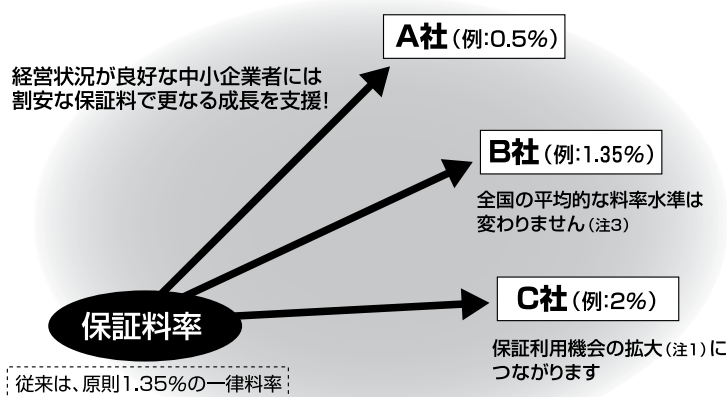 A社(例:0.5%)
経営状況が良好な中小企業者には
割安な保証料で更なる成長を支援!
B社(例:1.35%)
全国の平均的な料率水準は
変わりません(注3)
C社(例:2%)
保証料率
保証利用機会の拡大(注1)に
つながります
従来は、原則1.35%の一律料率